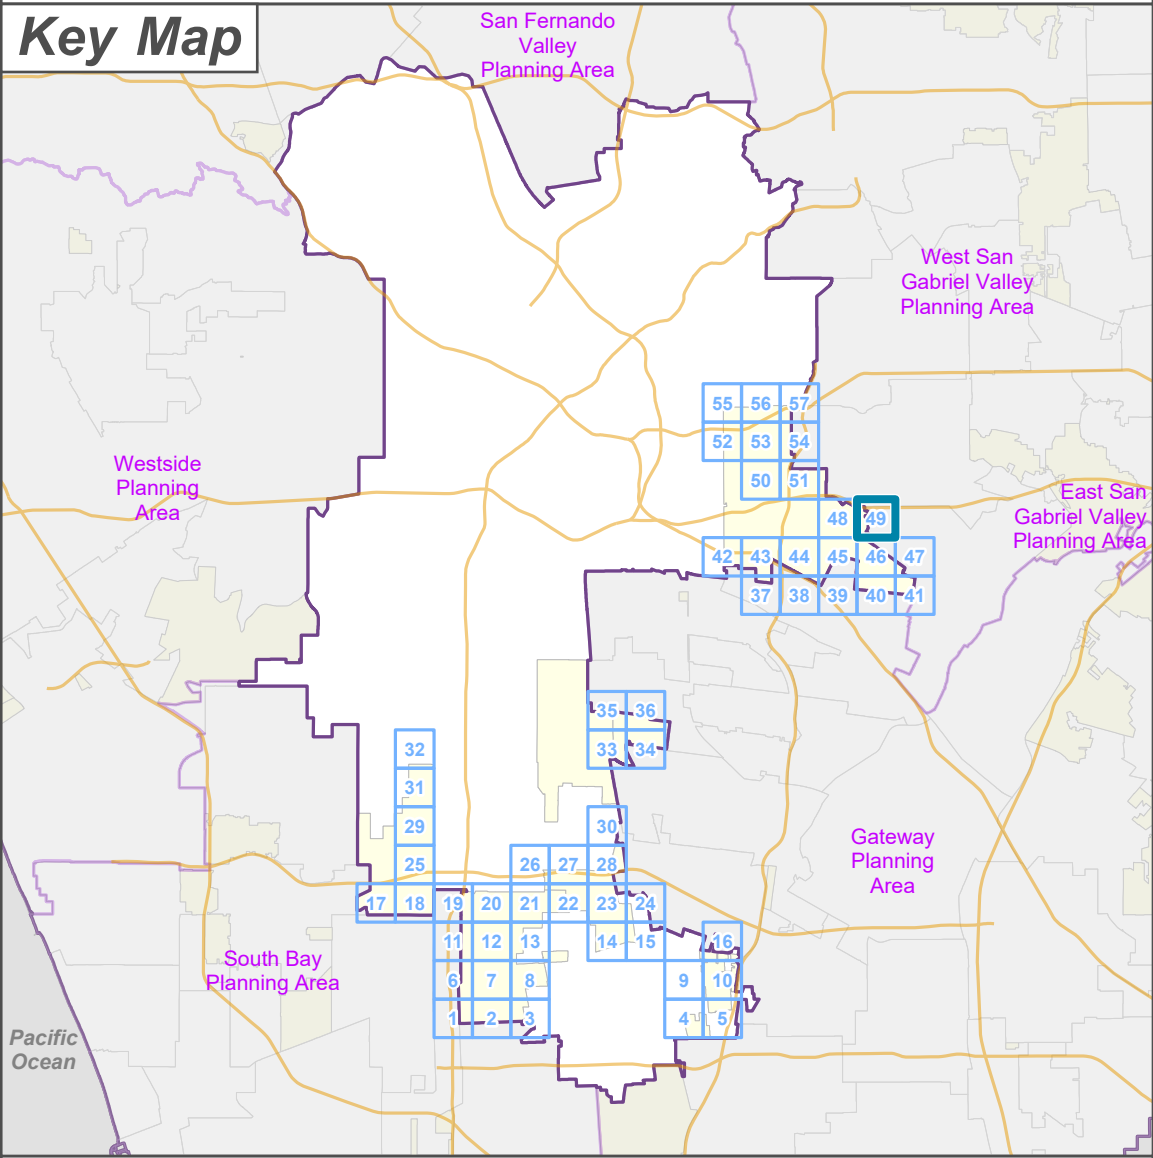 Key Map
San Fernando
Valley
Planning Area
West San
Gabriel Valley
Planning Area
55 56 57
52 53 54
Westside
Planning
Area
50 51
East San
Gabriel Valley
Planning Area
48 49
42 43 44 45 46 47
37 38 39 40 41
35 36
33 34
32
31
29
30
Gateway
Planning
Area
25
26 27 28
17 18 19 20 21 22 23 24
11 12 13
14 15
16
South Bay
Planning Area
6 7 8
9 10
1 2 3
4 5
Pacific
Ocean